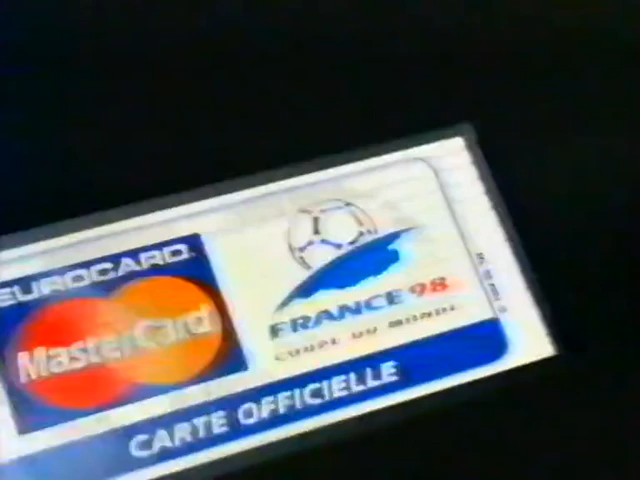 EUROCARD
MasterCard
FRANCE 98
COUPE DU MONDE
CARTE OFFICIELLE